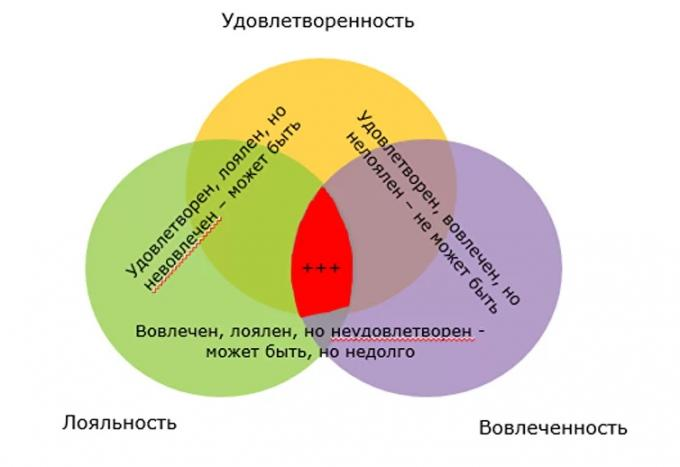 Удовлетворенность
Удовлетворен, лоялен, но
невовлечен – может быть
Удовлетворен, вовлечен, но
нелоялен – не может быть
+++
Вовлечен, лоялен, но неудовлетворен -
может быть, но недолго
Лояльность
Вовлеченность